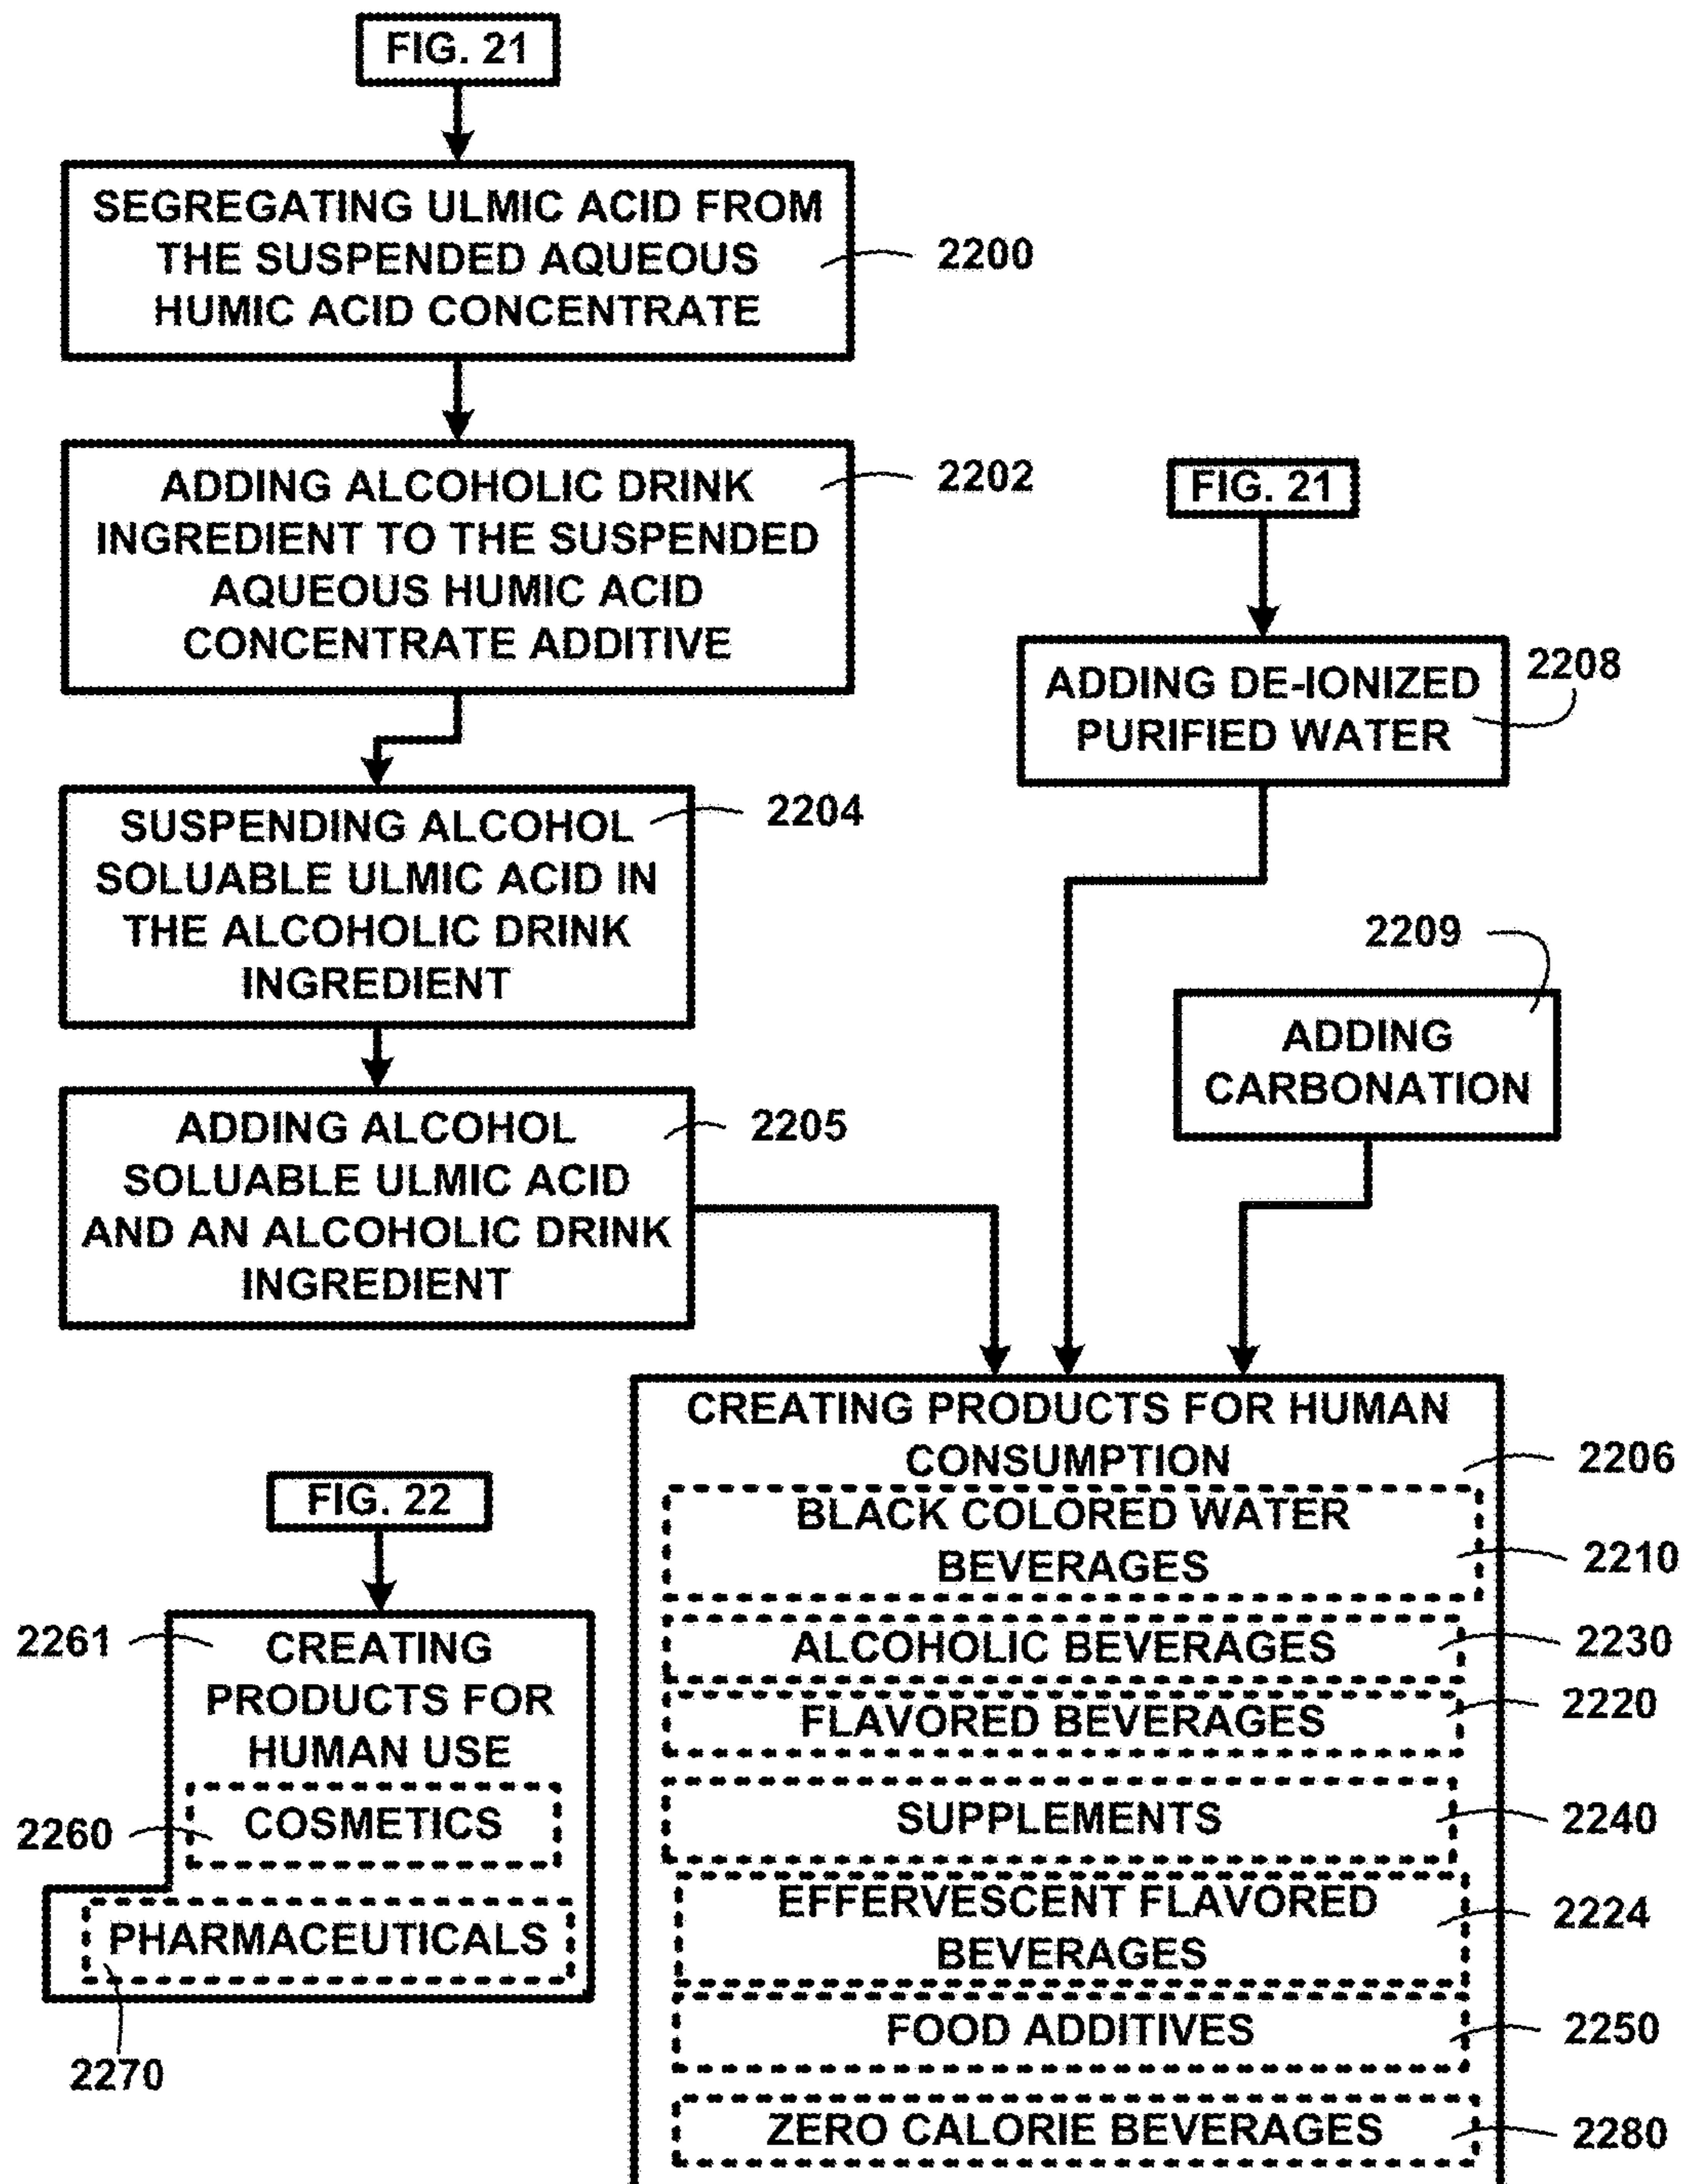 FIG. 21
SEGREGATING ULMIC ACID FROM
THE SUSPENDED AQUEOUS
HUMIC ACID CONCENTRATE
2200
ADDING ALCOHOLIC DRINK
INGREDIENT TO THE SUSPENDED
AQUEOUS HUMIC ACID
CONCENTRATE ADDITIVE
2202
SUSPENDING ALCOHOL
SOLUABLE ULMIC ACID IN
THE ALCOHOLIC DRINK
INGREDIENT
2204
ADDING ALCOHOL
SOLUABLE ULMIC ACID
AND AN ALCOHOLIC DRINK
INGREDIENT
2205
FIG. 21
ADDING DE-IONIZED
PURIFIED WATER
2208
2209
ADDING
CARBONATION
CREATING PRODUCTS FOR HUMAN
CONSUMPTION
2206
BLACK COLORED WATER
BEVERAGES
2210
ALCOHOLIC BEVERAGES
2230
FLAVORED BEVERAGES
2220
SUPPLEMENTS
2240
EFFERVESCENT FLAVORED
BEVERAGES
2224
FOOD ADDITIVES
2250
ZERO CALORIE BEVERAGES
2280
FIG. 22
2261
CREATING
PRODUCTS FOR
HUMAN USE
2260
COSMETICS
PHARMACEUTICALS
2270